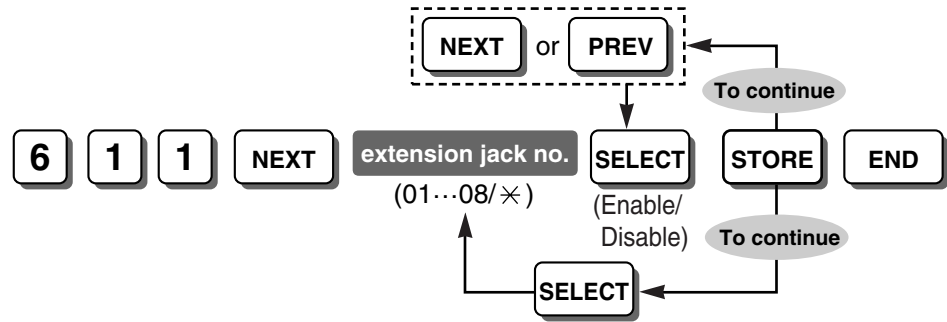 NEXT or PREV
To continue
6 1 1 NEXT extension jack no. SELECT STORE END
(01···08/✳)
(Enable/
Disable)
To continue
SELECT